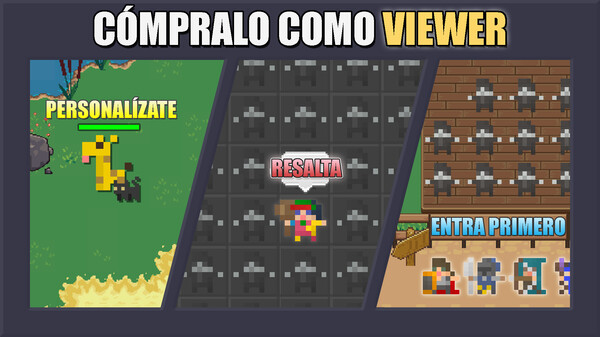 CÓMPRALO COMO VIEWER
PERSONALÍZATE
RESALTA
ENTRA PRIMERO